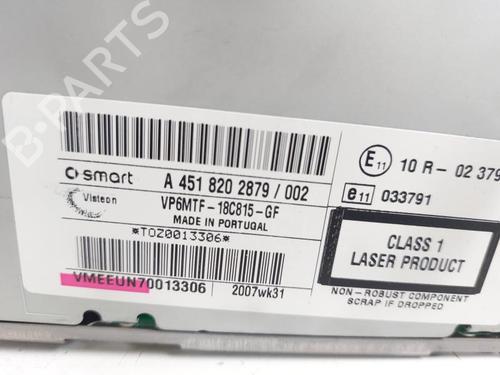 B-PARTS
smart A 451 820 2879 / 002
Visteon VP6MTF-18C815-GF
MADE IN PORTUGAL
*TOZ0013306*
VMEEUN70013306 2007wk31
E11 10 R - 02 379
e11 033791
CLASS 1
LASER PRODUCT
NON-ROBUST COMPONENT
SCRAP IF DROPPED